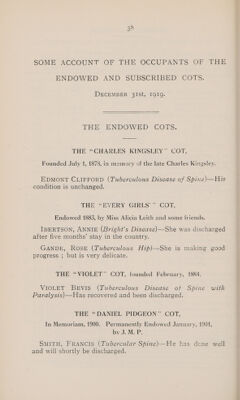 38
SOME ACCOUNT OF THE OCCUPANTS OF THE
ENDOWED AND SUBSCRIBED COTS.
December 31st, 1919.
THE ENDOWED COTS.
THE "CHARLES KINGSLEY" COT,
Founded July 1, 1878, in memory of the late Charles Kingsley.
Edmont Clifford (Tuberculous Disease of Spine)—His
condition is unchanged.
THE "EVERY GIRLS'" COT,
Endowed 1883, by Miss Alixia Leith and some friends.
Ibertson, Annie (Bright's Disease)—She was discharged
after five months' stay in the country.
Gande, Rose (Tuberculous Hip)—She is making good
progress ; but is very delicate.
THE "VIOLET" COT, founded February, 1884.
Violet Bevis (Tuberculous Disease of Spine with
Paralysis)—Has recovered and been discharged.
THE "DANIEL PIDGEON" COT,
In Memoriam, 1900. Permanently Endowed January, 1901,
by J. M. P.
Smith, Francis (Tubercular Spine)—He has done well
and will shortly be discharged.